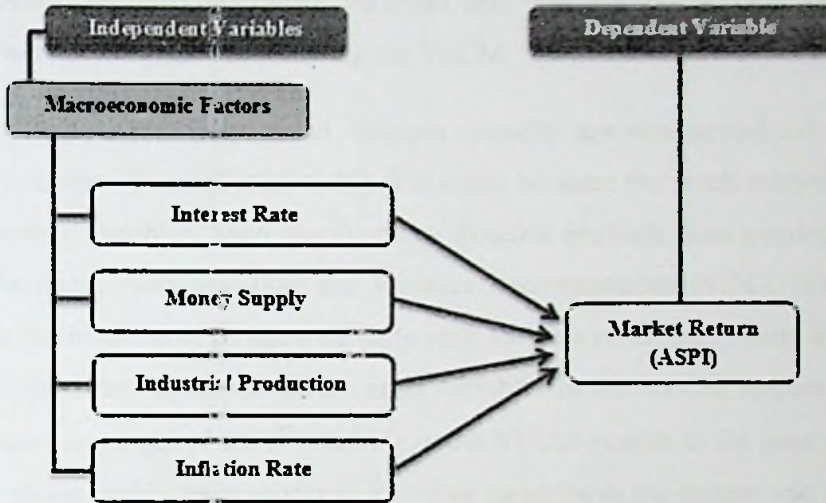 Independent Variables
Dependent Variable
Macroeconomic Factors
Interest Rate
Money Supply
Industrial Production
Inflation Rate
Market Return
(ASPI)